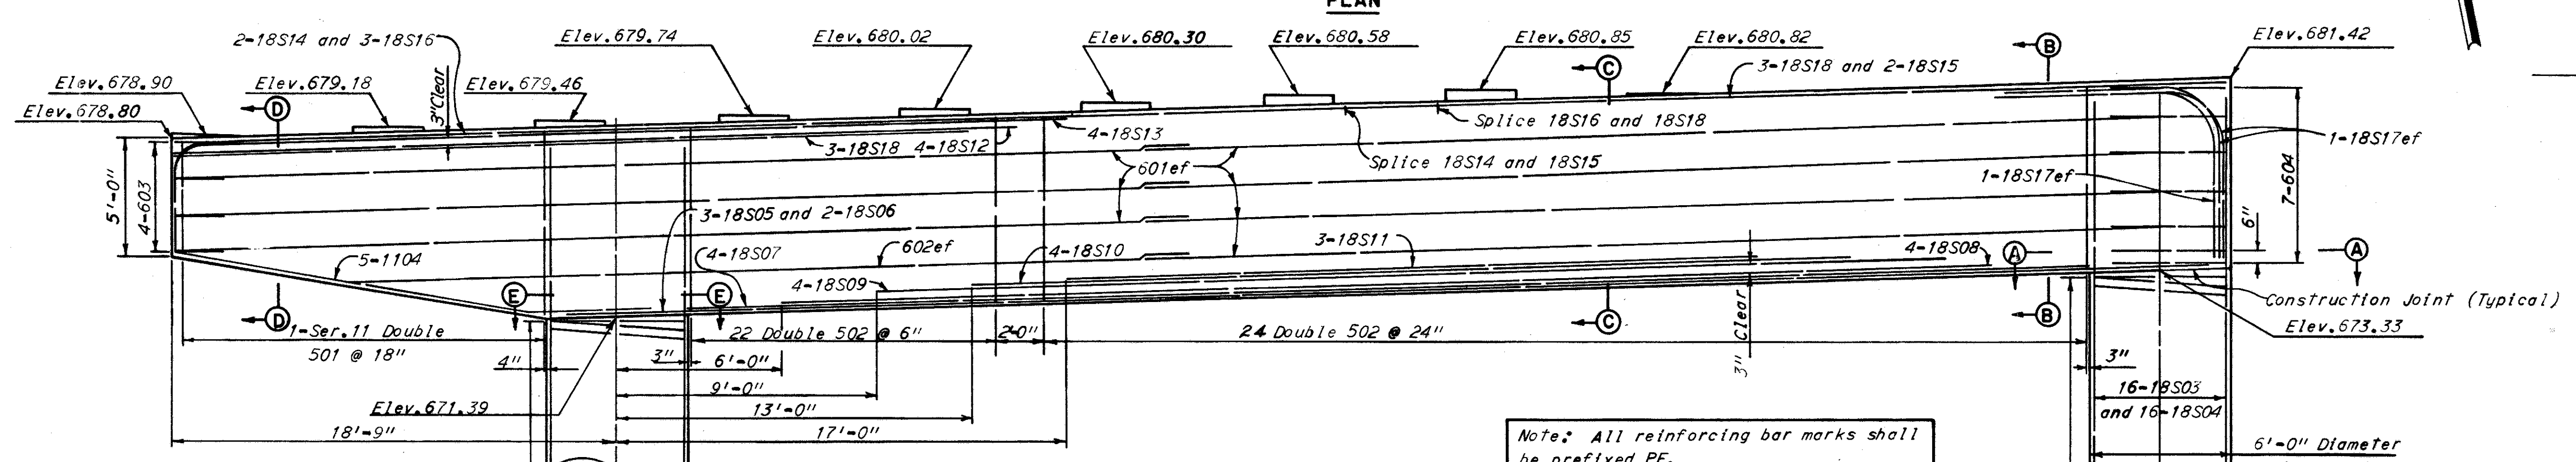 PLAN
2-18S14 and 3-18S16
Elev.679.74
Elev.680.02
Elev.680.30
Elev.680.58
Elev.680.85
Elev.680.82
B
Elev.681.42
Elev.678.90
Elev.679.18
3"Clear
Elev.679.46
C
3-18S18 and 2-18S15
Elev.678.80
D
4-18S13
Splice 18S16 and 18S18
3-18S18
4-18S12
Splice 18S14 and 18S15
1-18S17ef
601ef
1-18S17ef
5'-0"
4-603
7-604
3-18S05 and 2-18S06
6"
602ef
4-18S10
3-18S11
4-18S08
A
A
5-1104
4-18S07
4-18S09
E
E
Construction Joint (Typical)
D
1-Ser.11 Double
501 @ 18"
22 Double 502 @ 6"
2'-0"
C
24 Double 502 @ 24"
3" Clear
B
Elev.673.33
4"
3"
6'-0"
3"
9'-0"
16-18S03
and 16-18S04
Elev.671.39
13'-0"
18'-9"
17'-0"
Note: All reinforcing bar marks shall
be prefixed PF.
6'-0" Diameter